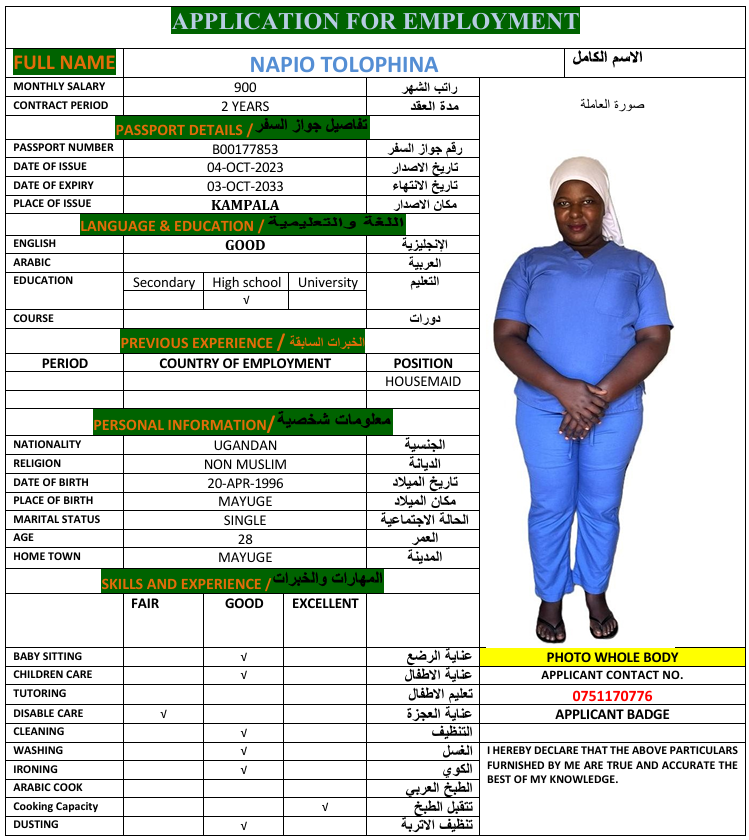 APPLICATION FOR EMPLOYMENT
FULL NAME NAPIO TOLOPHINA الاسم الكامل
MONTHLY SALARY 900 راتب الشهر
CONTRACT PERIOD 2 YEARS مدة العقد
صورة العاملة
PASSPORT DETAILS / تفاصيل جواز السفر
PASSPORT NUMBER B00177853 رقم جواز السفر
DATE OF ISSUE 04-OCT-2023 تاريخ الاصدار
DATE OF EXPIRY 03-OCT-2033 تاريخ الانتهاء
PLACE OF ISSUE KAMPALA مكان الاصدار
LANGUAGE & EDUCATION / اللغة والتعليمية
ENGLISH GOOD الإنجليزية
ARABIC العربية
EDUCATION Secondary High school University التعليم
√
COURSE دورات
PREVIOUS EXPERIENCE / الخبرات السابقة
PERIOD COUNTRY OF EMPLOYMENT POSITION
HOUSEMAID
PERSONAL INFORMATION/ معلومات شخصية
NATIONALITY UGANDAN الجنسية
RELIGION NON MUSLIM الديانة
DATE OF BIRTH 20-APR-1996 تاريخ الميلاد
PLACE OF BIRTH MAYUGE مكان الميلاد
MARITAL STATUS SINGLE الحالة الاجتماعية
AGE 28 العمر
HOME TOWN MAYUGE المدينة
SKILLS AND EXPERIENCE / المهارات والخبرات
FAIR GOOD EXCELLENT
BABY SITTING √ عناية الرضع
CHILDREN CARE √ عناية الاطفال
TUTORING تعليم الاطفال
DISABLE CARE √ عناية العجزة
CLEANING √ التنظيف
WASHING √ الغسل
IRONING √ الكوي
ARABIC COOK الطبخ العربي
Cooking Capacity √ تتقبل الطبخ
DUSTING √ تنظيف الاتربة
PHOTO WHOLE BODY
APPLICANT CONTACT NO.
0751170776
APPLICANT BADGE
I HEREBY DECLARE THAT THE ABOVE PARTICULARS
FURNISHED BY ME ARE TRUE AND ACCURATE THE
BEST OF MY KNOWLEDGE.